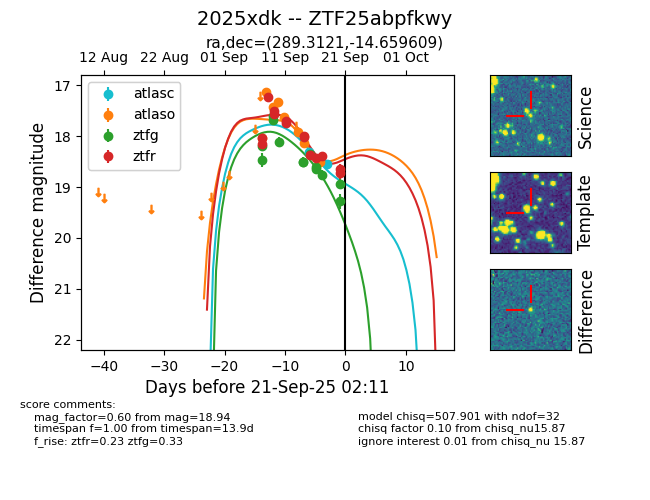 2025xdk -- ZTF25abpfkwy
ra,dec=(289.3121,-14.659609)
12 Aug 22 Aug 01 Sep 11 Sep 21 Sep 01 Oct
atlasc
atlaso
ztfg
ztfr
17
18
19
20
21
22
Difference magnitude
−40 −30 −20 −10 0 10
Days before 21-Sep-25 02:11
Science
Template
Difference
score comments:
mag_factor=0.60 from mag=18.94
timespan f=1.00 from timespan=13.9d
f_rise: ztfr=0.23 ztfg=0.33
model chisq=507.901 with ndof=32
chisq factor 0.10 from chisq_nu15.87
ignore interest 0.01 from chisq_nu 15.87